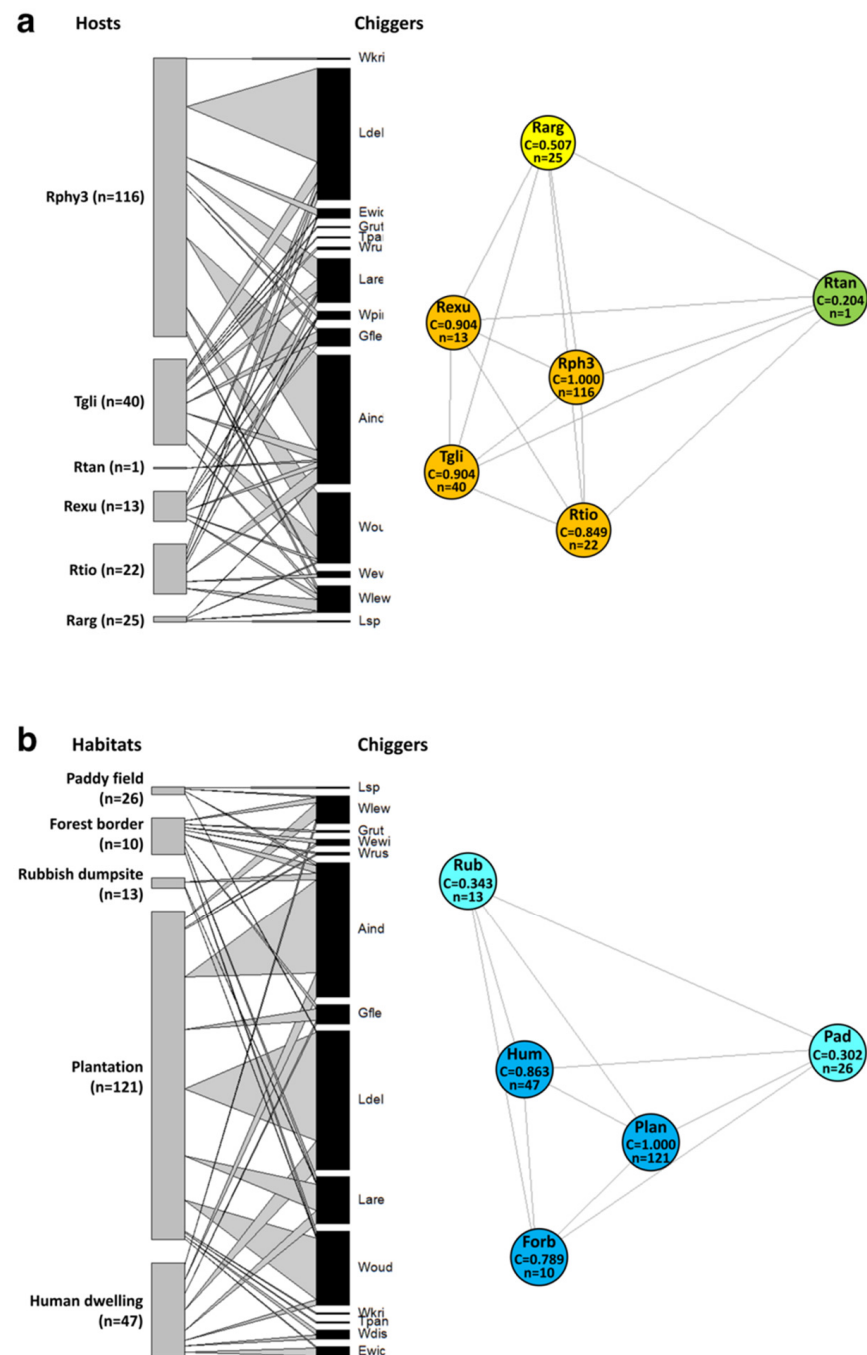 a
Hosts
Chiggers
Rphy3 (n=116)
Tgli (n=40)
Rtan (n=1)
Rexu (n=13)
Rtio (n=22)
Rarg (n=25)
Wkri
Ldel
Ewic
Grut
Tpa
Wru
Lare
Wpi
Gfle
Aind
Wou
Wew
Wlew
Lsp
Rarg
C=0.507
n=25
Rtan
C=0.204
n=1
Rexu
C=0.904
n=13
Rph3
C=1.000
n=116
Tgli
C=0.904
n=40
Rtio
C=0.849
n=22
b
Habitats
Chiggers
Paddy field
(n=26)
Forest border
(n=10)
Rubbish dumpsite
(n=13)
Plantation
(n=121)
Human dwelling
(n=47)
Lsp
Wlew
Grut
Wewi
Wrus
Aind
Gfle
Ldel
Lare
Woud
Wkri
Tpan
Wdis
Ewic
Rub
C=0.343
n=13
Pad
C=0.302
n=26
Hum
C=0.863
n=47
Plan
C=1.000
n=121
Forb
C=0.789
n=10